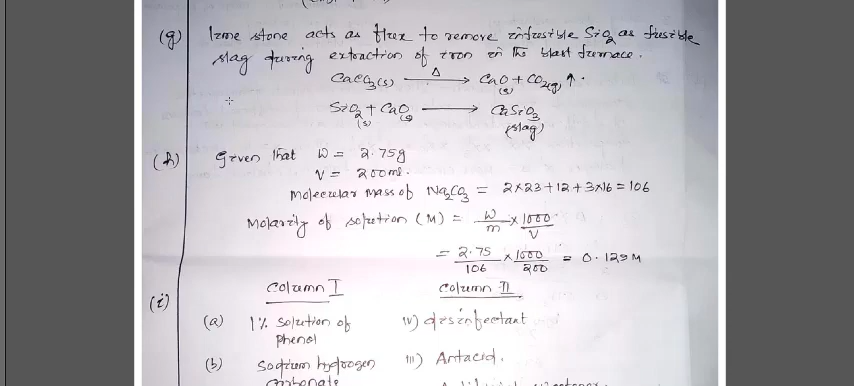 (g) Lime stone acts as flux to remove infusible SiO2 as fusible
slag during extraction of iron in the blast furnace.
CaCO3(s) —Δ→ CaO(s) + CO2(g) ↑.
SiO2(s) + CaO(s) → CaSiO3
(slag)
(h) Given that W = 2.75g
V = 200ml.
Molecular Mass of Na2CO3 = 2×23+12+3×16 = 106
Molarity of solution (M) = W/m × 1000/V
= 2.75/106 × 1000/200 = 0.129M
(i) Column I Column II
(a) 1% solution of phenol iv) disinfectant
(b) Sodium hydrogen carbonate iii) Antacid.